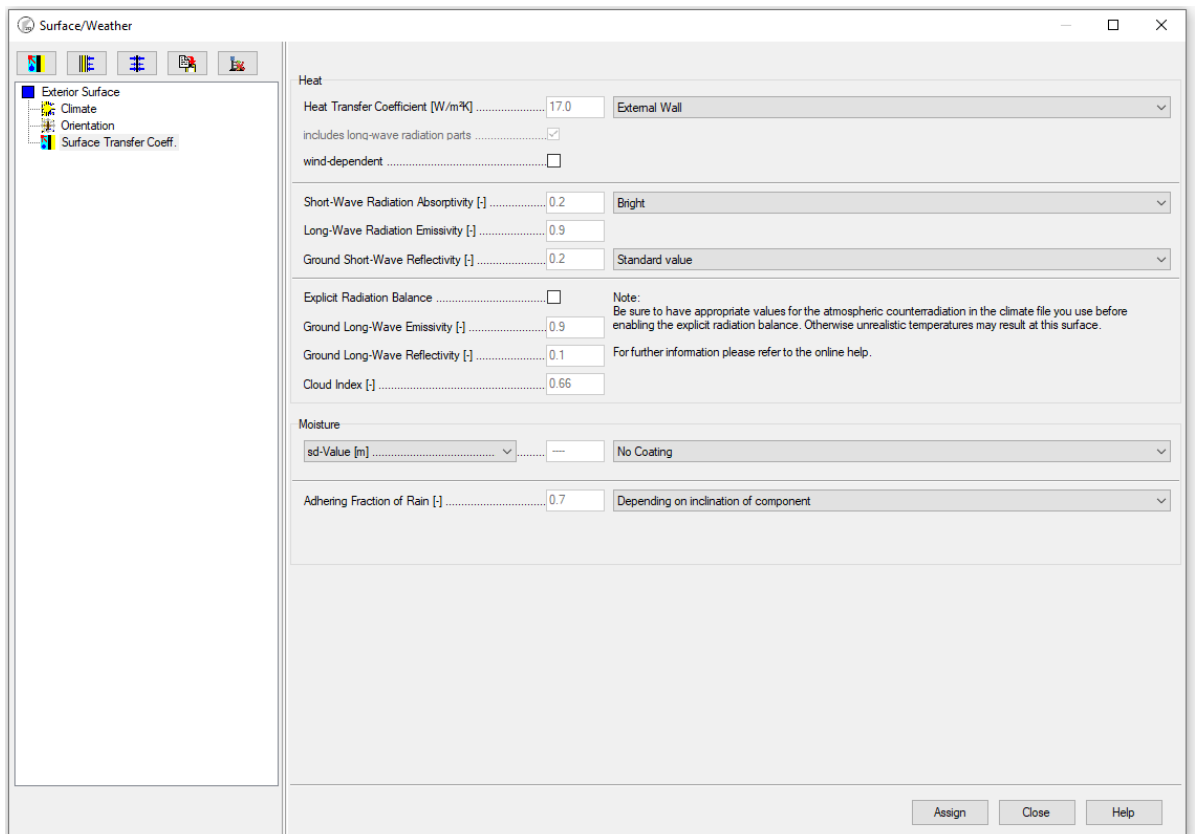 Surface/Weather
Exterior Surface
Climate
Orientation
Surface Transfer Coeff.
Heat
Heat Transfer Coefficient [W/m²K] ...................... 17.0 External Wall
includes long-wave radiation parts .......................
wind-dependent ...................................................
Short-Wave Radiation Absorptivity [-] .................. 0.2 Bright
Long-Wave Radiation Emissivity [-] ..................... 0.9
Ground Short-Wave Reflectivity [-] ...................... 0.2 Standard value
Explicit Radiation Balance ...................................
Note:
Be sure to have appropriate values for the atmospheric counterradiation in the climate file you use before
enabling the explicit radiation balance. Otherwise unrealistic temperatures may result at this surface.
For further information please refer to the online help.
Ground Long-Wave Emissivity [-] ......................... 0.9
Ground Long-Wave Reflectivity [-] ...................... 0.1
Cloud Index [-] ..................................................... 0.66
Moisture
sd-Value [m] ....................................... ......... ---- No Coating
Adhering Fraction of Rain [-] ................................ 0.7 Depending on inclination of component
Assign Close Help